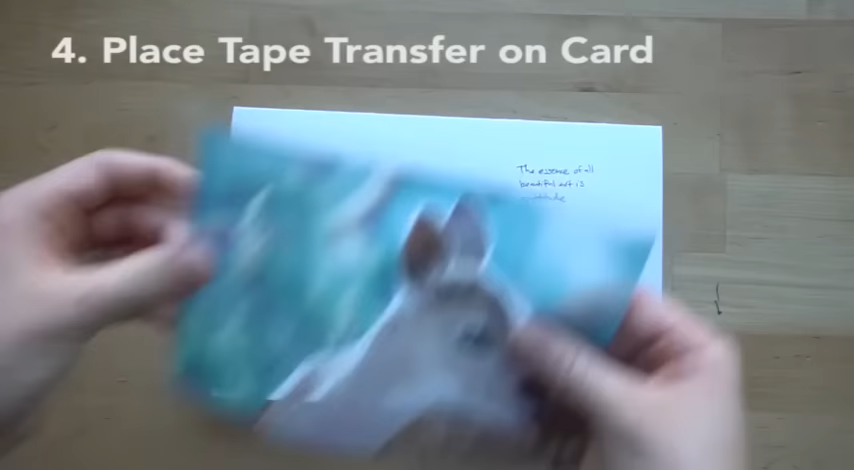 4. Place Tape Transfer on Card
The essence of all
beautiful art is